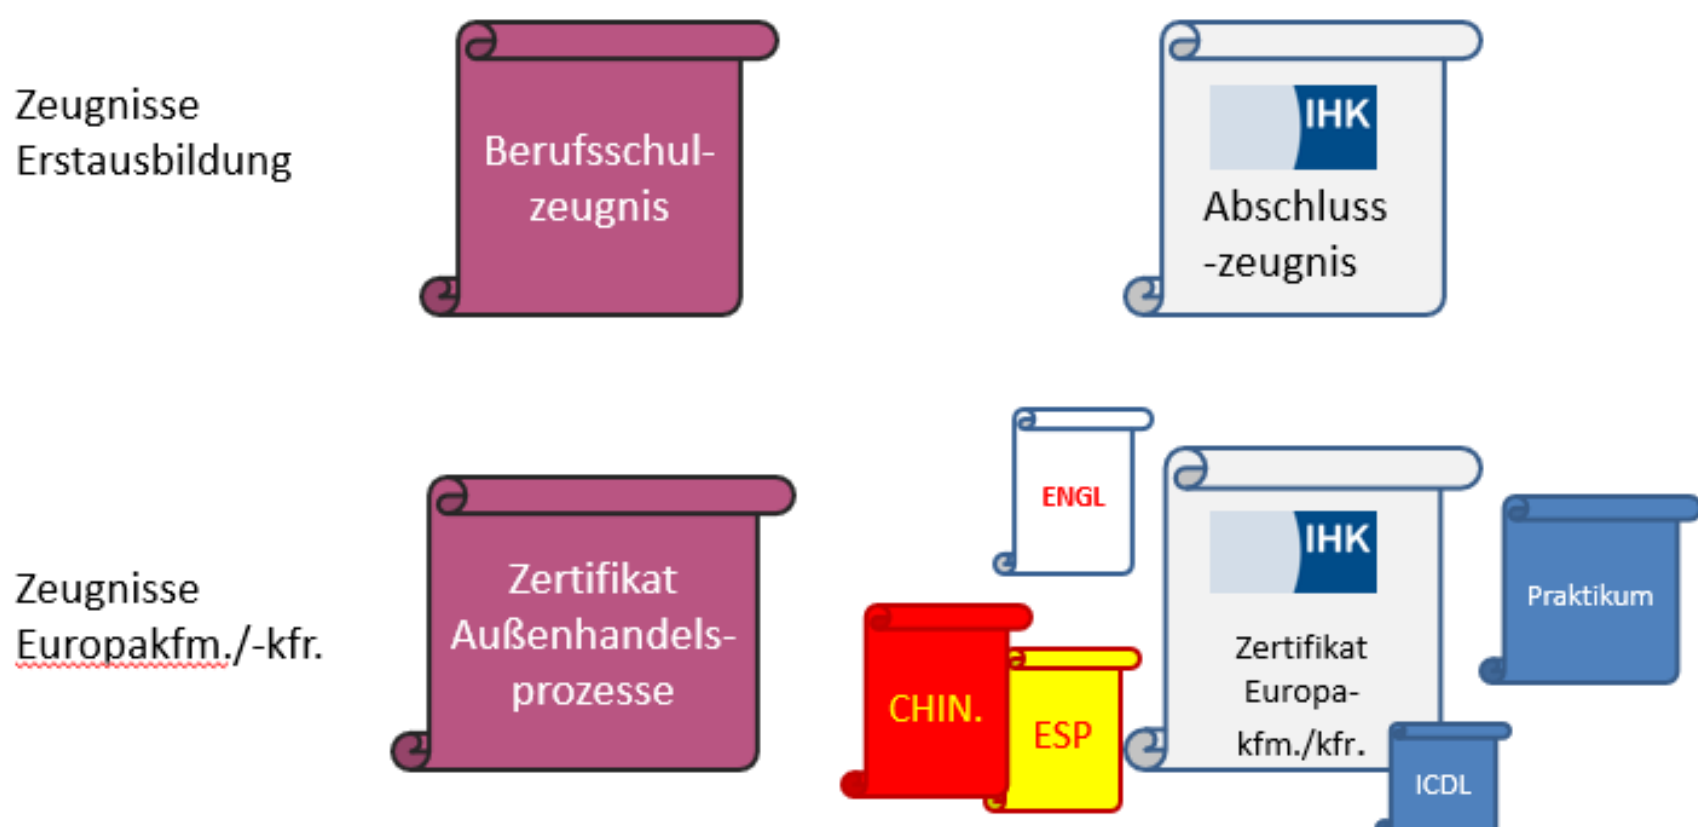 Zeugnisse
Erstausbildung
Berufsschul-
zeugnis
IHK
Abschluss
-zeugnis
Zeugnisse
Europakfm./-kfr.
Zertifikat
Außenhandels-
prozesse
ENGL
CHIN.
ESP
IHK
Zertifikat
Europa-
kfm./kfr.
Praktikum
ICDL